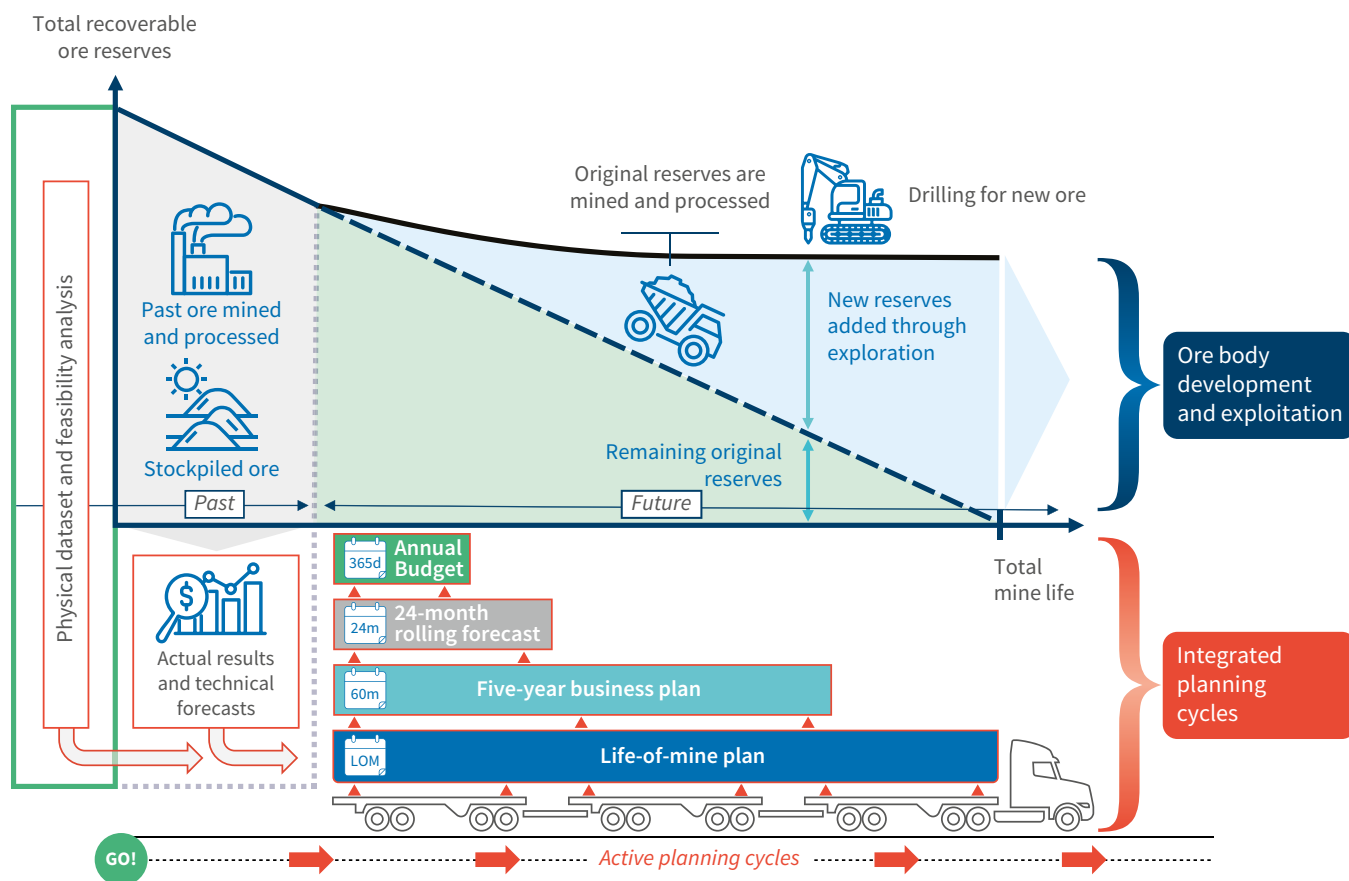 Total recoverable
ore reserves
Original reserves are
mined and processed
Drilling for new ore
Past ore mined
and processed
Stockpiled ore
New reserves
added through
exploration
Remaining original
reserves
Past
Future
Physical dataset and feasibility analysis
Ore body
development
and exploitation
Total
mine life
$
Actual results
and technical
forecasts
365d
Annual
Budget
24m
24-month
rolling forecast
60m
Five-year business plan
LOM
Life-of-mine plan
Integrated
planning
cycles
GO!
Active planning cycles